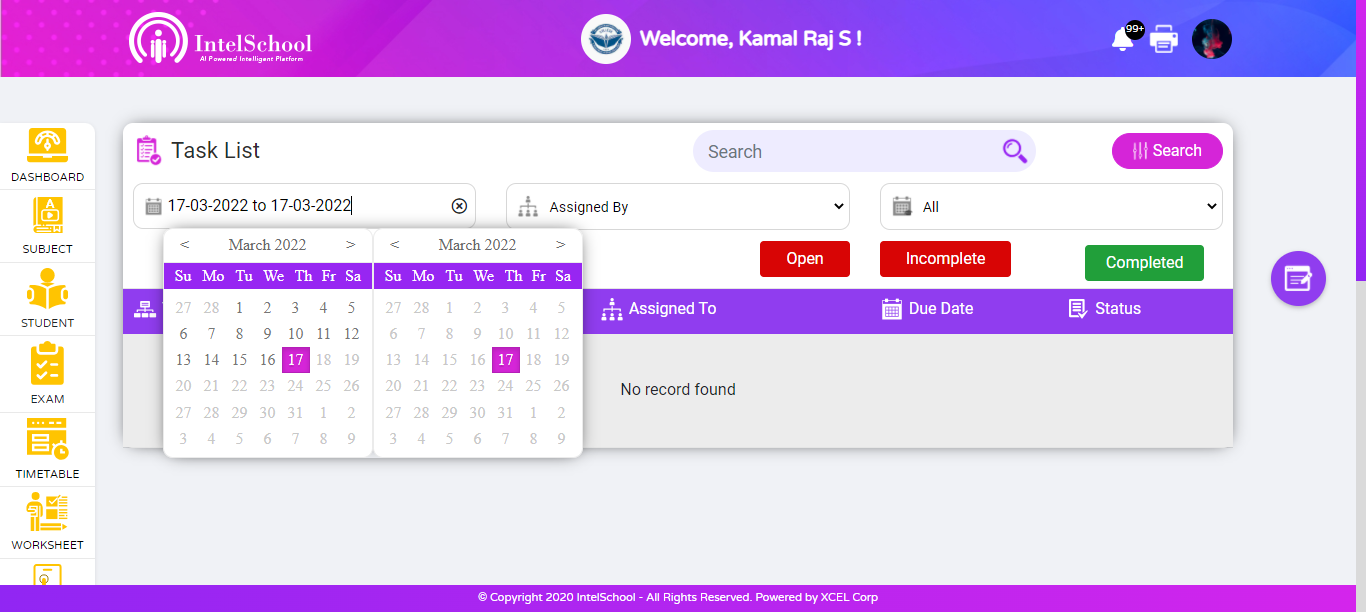 IntelSchool
AI Powered Intelligent Platform
Welcome, Kamal Raj S !
99+
DASHBOARD
SUBJECT
STUDENT
EXAM
TIMETABLE
WORKSHEET
Task List
Search
Search
17-03-2022 to 17-03-2022
Assigned By
All
Open
Incomplete
Completed
< March 2022 >
Su Mo Tu We Th Fr Sa
27 28 1 2 3 4 5
6 7 8 9 10 11 12
13 14 15 16 17 18 19
20 21 22 23 24 25 26
27 28 29 30 31 1 2
3 4 5 6 7 8 9
< March 2022 >
Su Mo Tu We Th Fr Sa
27 28 1 2 3 4 5
6 7 8 9 10 11 12
13 14 15 16 17 18 19
20 21 22 23 24 25 26
27 28 29 30 31 1 2
3 4 5 6 7 8 9
Assigned To
Due Date
Status
No record found
© Copyright 2020 IntelSchool - All Rights Reserved. Powered by XCEL Corp